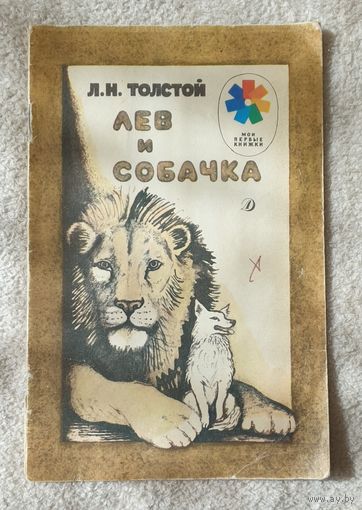 Л.Н. ТОЛСТОЙ
ЛЕВ
И
СОБАЧКА
МОИ
ПЕРВЫЕ
КНИЖКИ
Д
www.ay.by